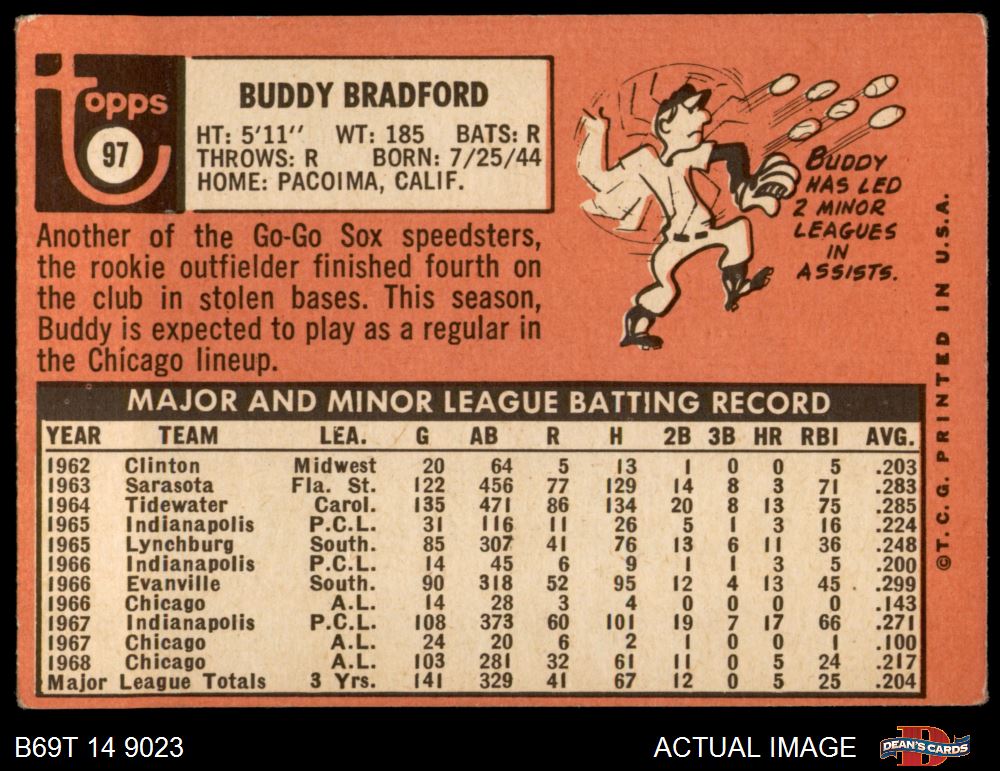 Topps
97
BUDDY BRADFORD
HT: 5'11'' WT: 185 BATS: R
THROWS: R BORN: 7/25/44
HOME: PACOIMA, CALIF.
Another of the Go-Go Sox speedsters,
the rookie outfielder finished fourth on
the club in stolen bases. This season,
Buddy is expected to play as a regular in
the Chicago lineup.
BUDDY
HAS LED
2 MINOR
LEAGUES
IN
ASSISTS.
©T.C.G. PRINTED IN U.S.A.
MAJOR AND MINOR LEAGUE BATTING RECORD
YEAR TEAM LEA. G AB R H 2B 3B HR RBI AVG.
1962 Clinton Midwest 20 64 5 13 1 0 0 5 .203
1963 Sarasota Fla. St. 122 456 77 129 14 8 3 71 .283
1964 Tidewater Carol. 135 471 86 134 20 8 13 75 .285
1965 Indianapolis P.C.L. 31 116 11 26 5 1 3 16 .224
1965 Lynchburg South. 85 307 41 76 13 6 11 36 .248
1966 Indianapolis P.C.L. 14 45 6 9 1 1 3 5 .200
1966 Evanville South. 90 318 52 95 12 4 13 45 .299
1966 Chicago A.L. 14 28 3 4 0 0 0 0 .143
1967 Indianapolis P.C.L. 108 373 60 101 19 7 17 66 .271
1967 Chicago A.L. 24 20 6 2 1 0 0 1 .100
1968 Chicago A.L. 103 281 32 61 11 0 5 24 .217
Major League Totals 3 Yrs. 141 329 41 67 12 0 5 25 .204
B69T 14 9023
ACTUAL IMAGE
DEAN'S CARDS